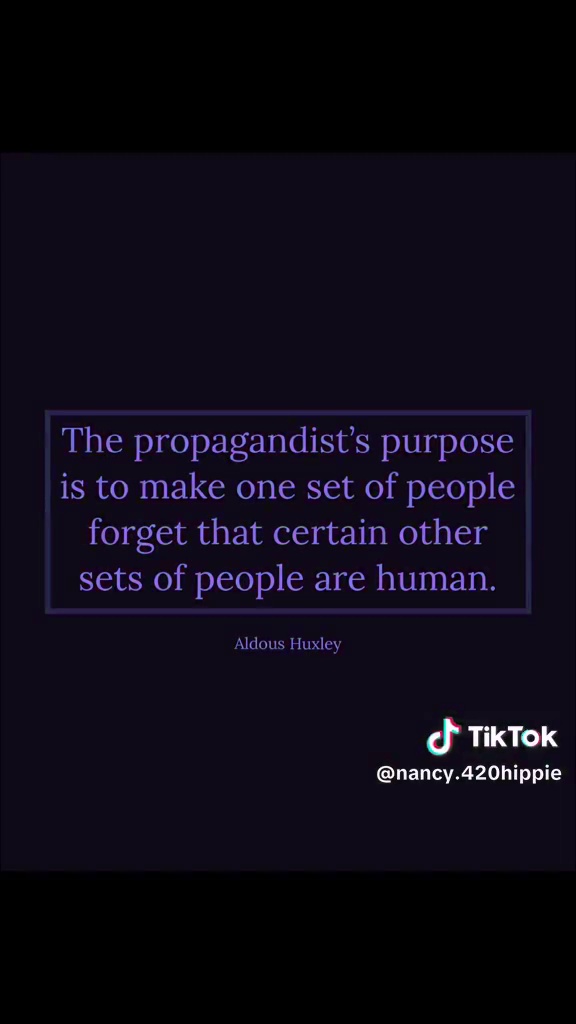 The propagandist’s purpose
is to make one set of people
forget that certain other
sets of people are human.
Aldous Huxley
TikTok
@nancy.420hippie